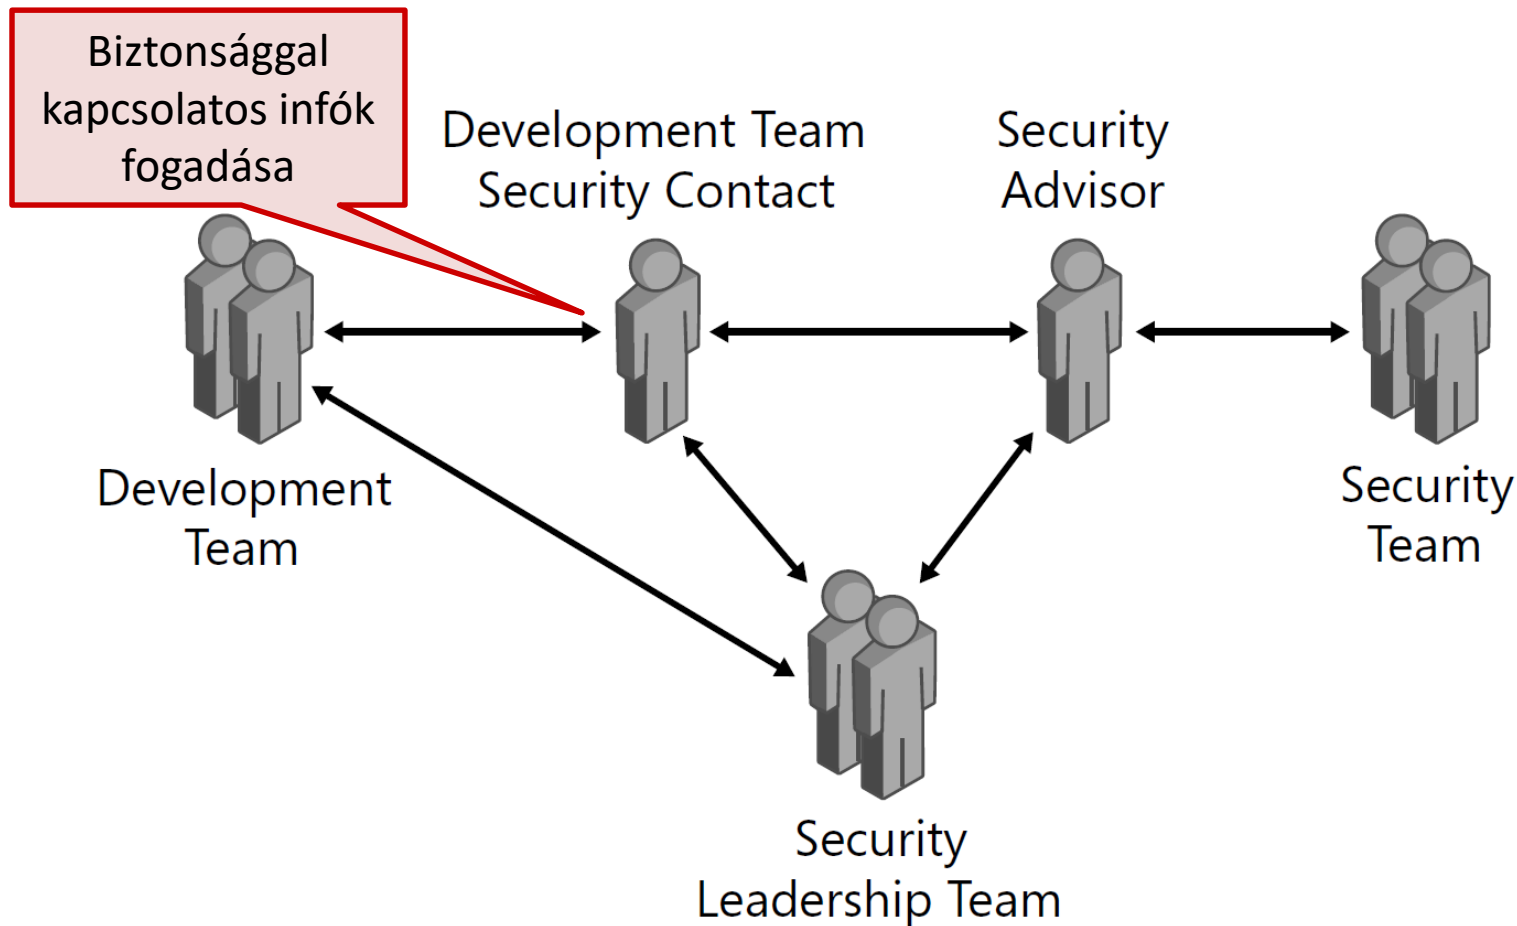 Biztonsággal
kapcsolatos infók
fogadása
Development Team
Security Contact
Security
Advisor
Development
Team
Security
Team
Security
Leadership Team